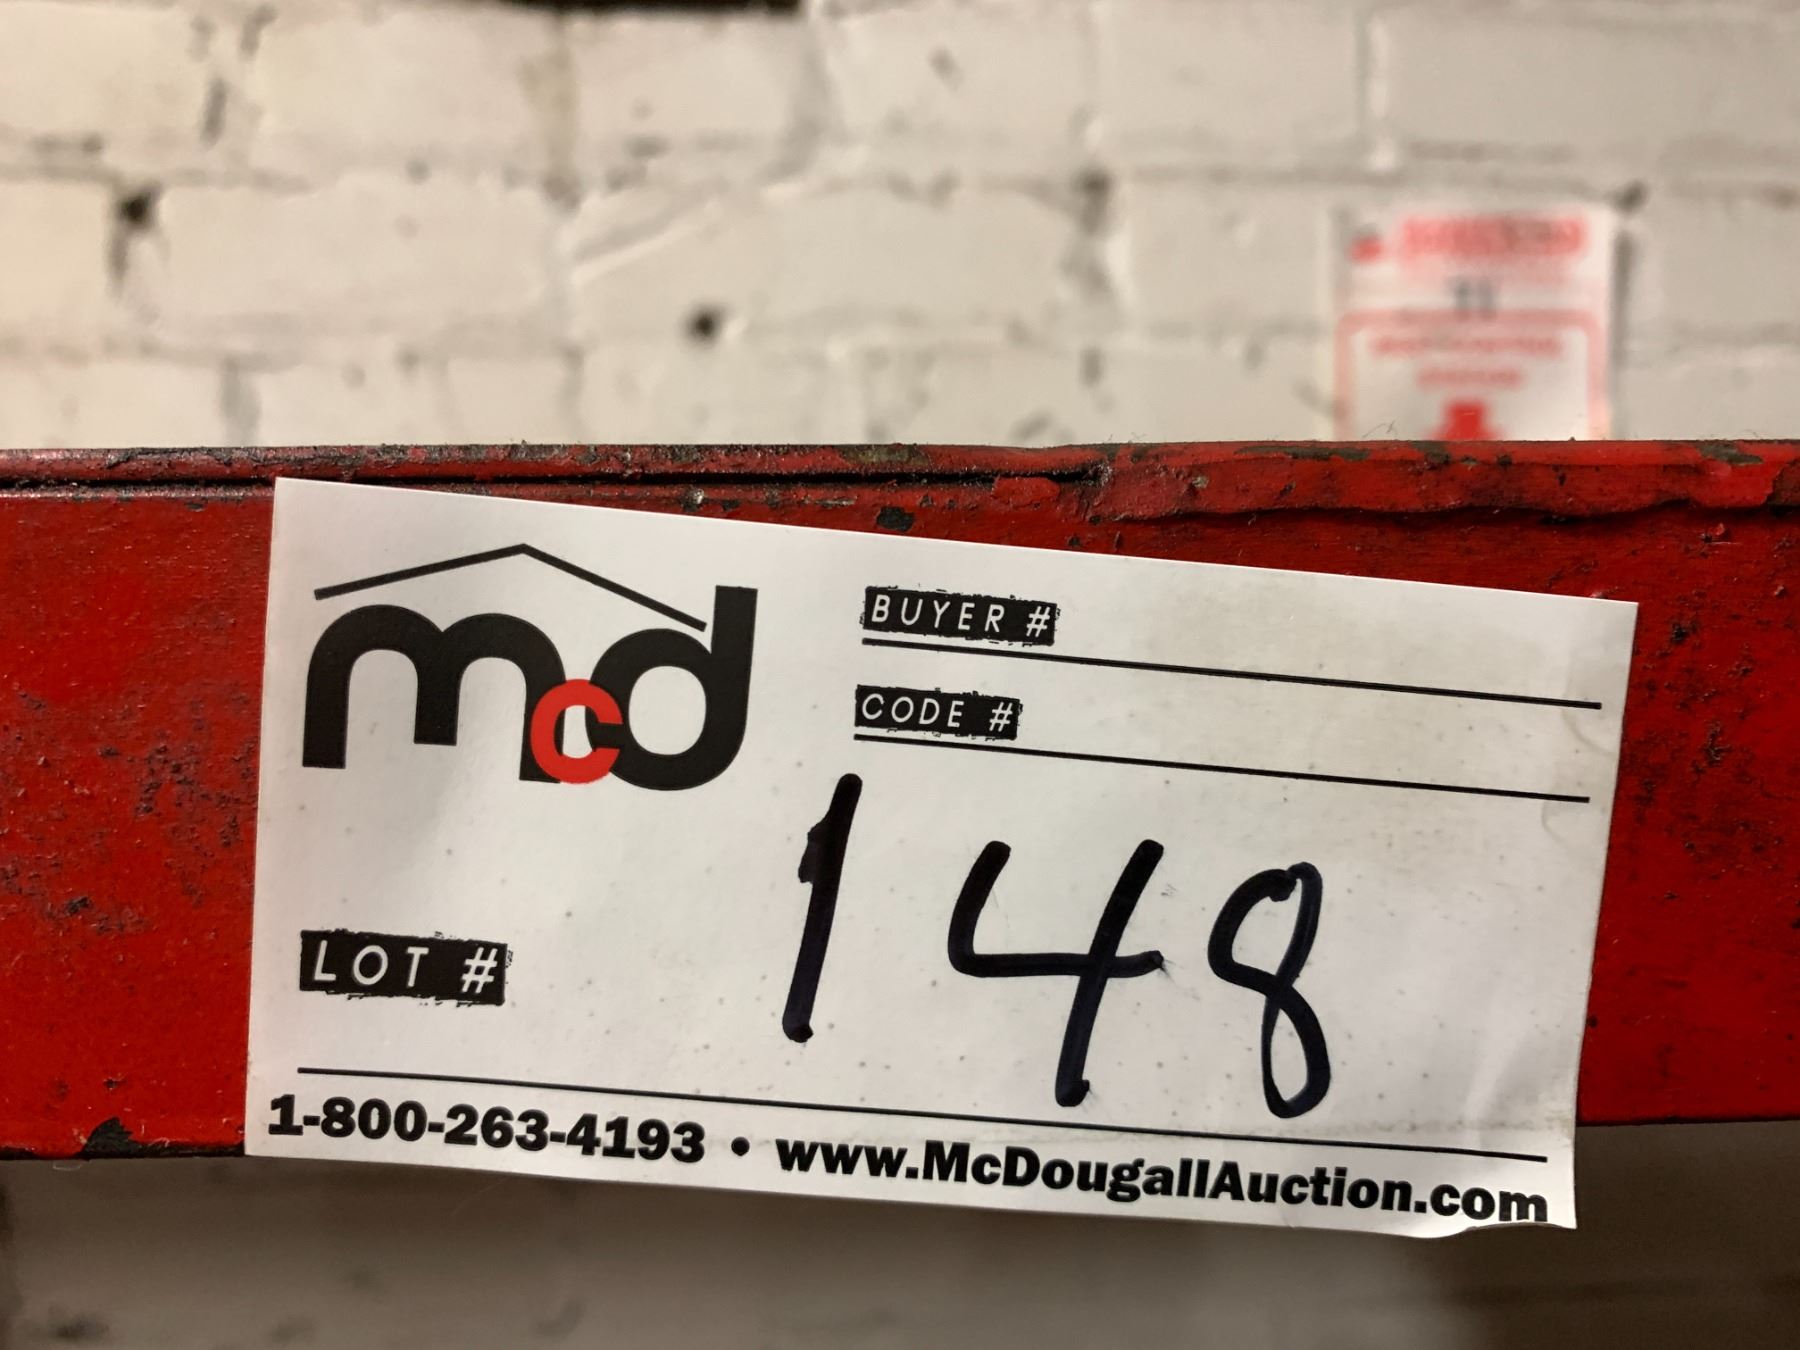 mcd
BUYER #
CODE #
LOT # 148
1-800-263-4193 • www.McDougallAuction.com